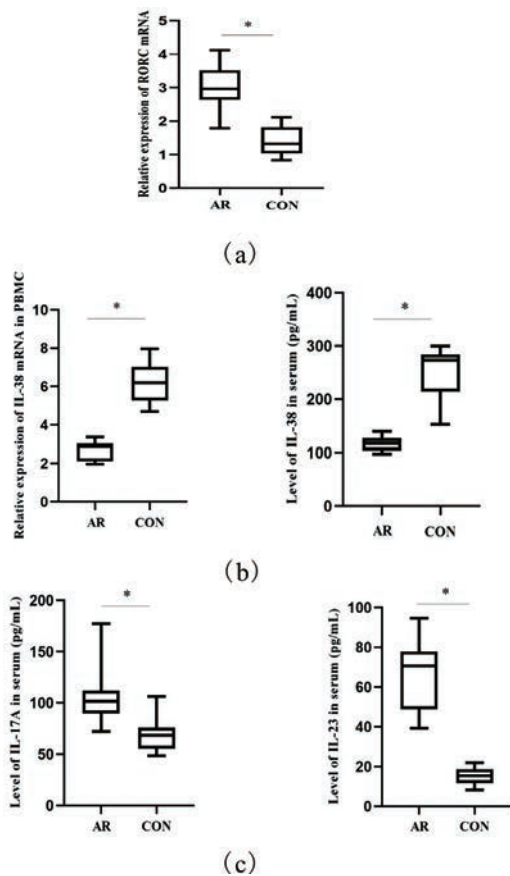 Relative expression of RORC mRNA
*
5
4
3
2
1
0
AR CON
(a)
Relative expression of IL-38 mRNA in PBMC
*
10
8
6
4
2
0
AR CON
Level of IL-38 in serum (pg/mL)
*
400
300
200
100
0
AR CON
(b)
Level of IL-17A in serum (pg/mL)
*
200
150
100
50
0
AR CON
Level of IL-23 in serum (pg/mL)
*
100
80
60
40
20
0
AR CON
(c)